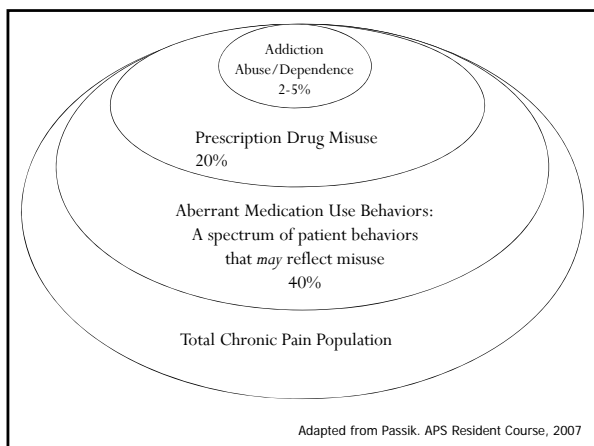 Addiction
Abuse/Dependence
2-5%
Prescription Drug Misuse
20%
Aberrant Medication Use Behaviors:
A spectrum of patient behaviors
that may reflect misuse
40%
Total Chronic Pain Population
Adapted from Passik. APS Resident Course, 2007